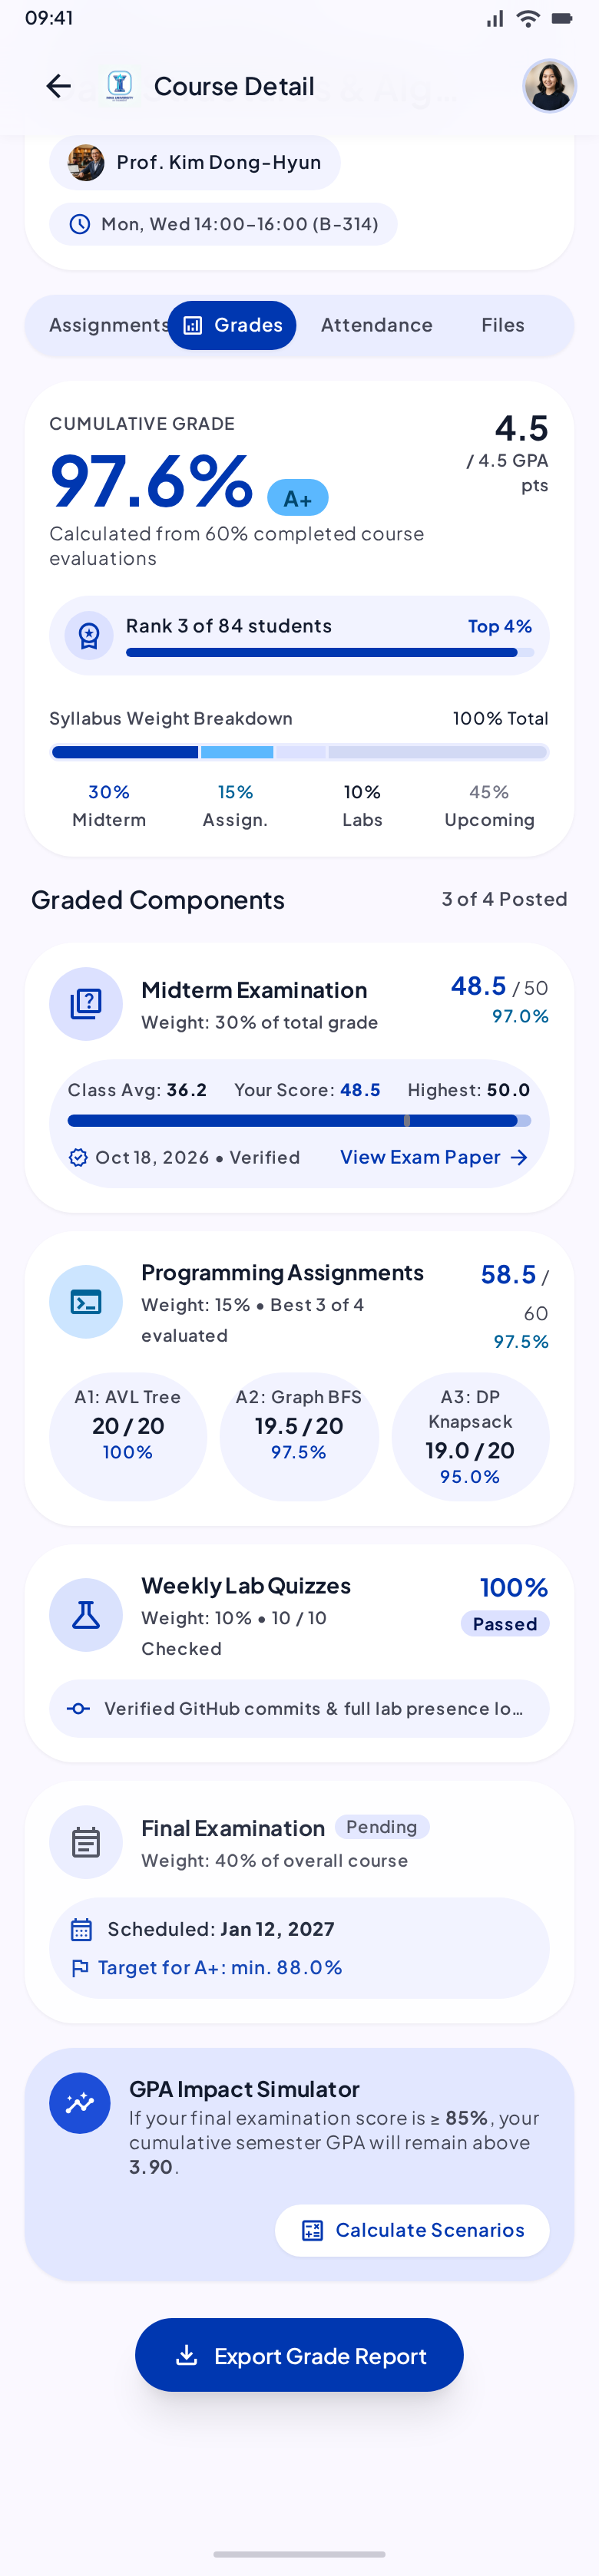 09:41
Course Detail
Prof. Kim Dong-Hyun
Mon, Wed 14:00–16:00 (B-314)
Assignments
Grades
Attendance
Files
CUMULATIVE GRADE
97.6%
A+
4.5
/ 4.5 GPA
pts
Calculated from 60% completed course
evaluations
Rank 3 of 84 students
Top 4%
Syllabus Weight Breakdown
100% Total
30%
Midterm
15%
Assign.
10%
Labs
45%
Upcoming
Graded Components
3 of 4 Posted
Midterm Examination
Weight: 30% of total grade
48.5 / 50
97.0%
Class Avg: 36.2
Your Score: 48.5
Highest: 50.0
Oct 18, 2026 • Verified
View Exam Paper
Programming Assignments
Weight: 15% • Best 3 of 4
evaluated
58.5 /
60
97.5%
A1: AVL Tree
20 / 20
100%
A2: Graph BFS
19.5 / 20
97.5%
A3: DP
Knapsack
19.0 / 20
95.0%
Weekly Lab Quizzes
Weight: 10% • 10 / 10
Checked
100%
Passed
Verified GitHub commits & full lab presence lo...
Final Examination
Pending
Weight: 40% of overall course
Scheduled: Jan 12, 2027
Target for A+: min. 88.0%
GPA Impact Simulator
If your final examination score is ≥ 85%, your
cumulative semester GPA will remain above
3.90.
Calculate Scenarios
Export Grade Report